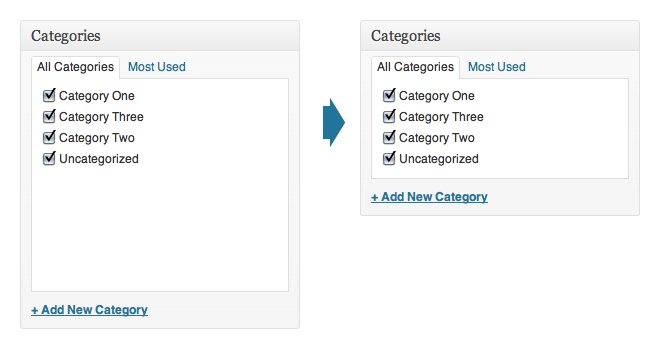 Categories
All Categories Most Used
Category One
Category Three
Category Two
Uncategorized
+ Add New Category
Categories
All Categories Most Used
Category One
Category Three
Category Two
Uncategorized
+ Add New Category